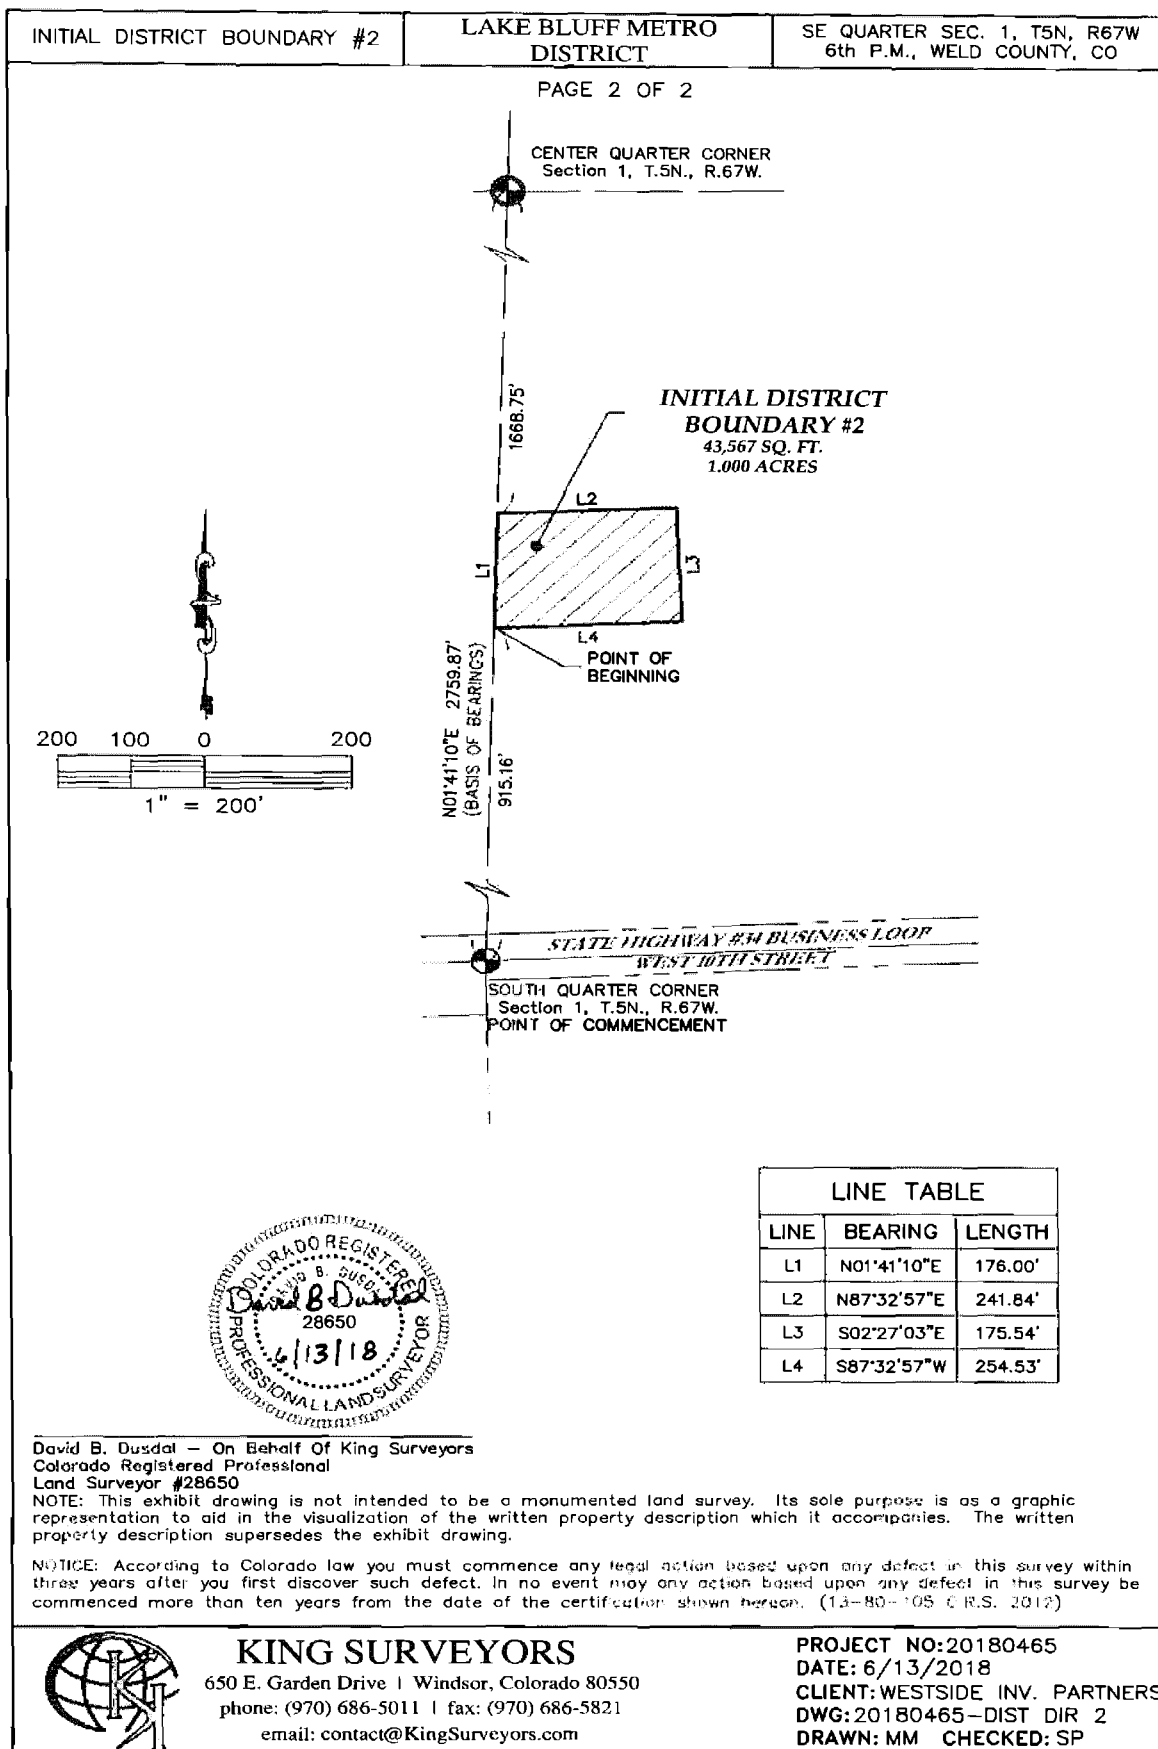 INITIAL DISTRICT BOUNDARY #2
LAKE BLUFF METRO
DISTRICT
SE QUARTER SEC. 1, T5N, R67W
6th P.M., WELD COUNTY, CO
PAGE 2 OF 2
CENTER QUARTER CORNER
Section 1, T.5N., R.67W.
1668.75'
INITIAL DISTRICT
BOUNDARY #2
43,567 SQ. FT.
1.000 ACRES
L2
L1
L3
L4
POINT OF
BEGINNING
N01°41'10"E 2759.87'
(BASIS OF BEARINGS)
915.16'
200 100 0 200
1" = 200'
STATE HIGHWAY #34 BUSINESS LOOP
WEST 10TH STREET
SOUTH QUARTER CORNER
Section 1, T.5N., R.67W.
POINT OF COMMENCEMENT
LINE TABLE
LINE BEARING LENGTH
L1 N01°41'10"E 176.00'
L2 N87°32'57"E 241.84'
L3 S02°27'03"E 175.54'
L4 S87°32'57"W 254.53'
COLORADO REGISTERED
DAVID B. DUSDAL
David B Dusdal
28650
6/13/18
PROFESSIONAL LAND SURVEYOR
David B. Dusdal — On Behalf Of King Surveyors
Colorado Registered Professional
Land Surveyor #28650
NOTE: This exhibit drawing is not intended to be a monumented land survey. Its sole purpose is as a graphic
representation to aid in the visualization of the written property description which it accompanies. The written
property description supersedes the exhibit drawing.
NOTICE: According to Colorado law you must commence any legal action based upon any defect in this survey within
three years after you first discover such defect. In no event may any action based upon any defect in this survey be
commenced more than ten years from the date of the certification shown hereon. (13-80-105 C.R.S. 2012)
KING SURVEYORS
650 E. Garden Drive | Windsor, Colorado 80550
phone: (970) 686-5011 | fax: (970) 686-5821
email: contact@KingSurveyors.com
PROJECT NO:20180465
DATE: 6/13/2018
CLIENT: WESTSIDE INV. PARTNERS
DWG: 20180465-DIST DIR 2
DRAWN: MM CHECKED: SP